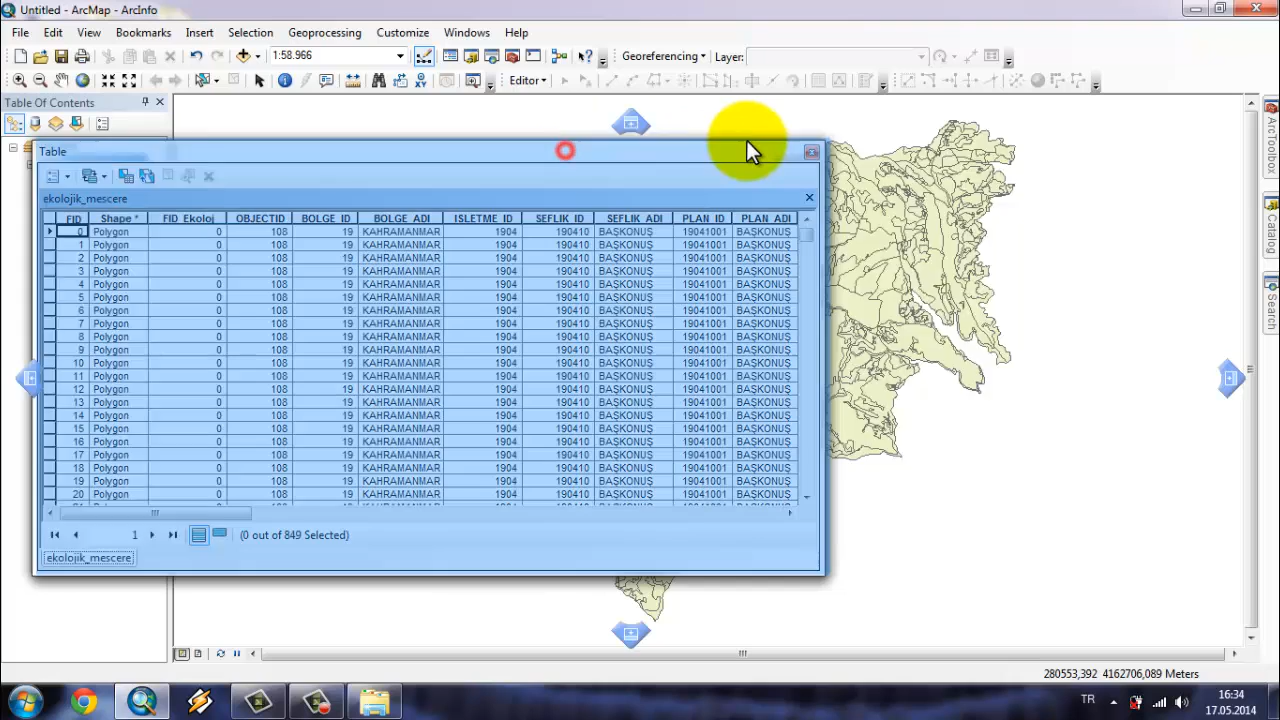 Untitled - ArcMap - ArcInfo
File Edit View Bookmarks Insert Selection Geoprocessing Customize Windows Help
1:58.966 Georeferencing Layer:
Editor
Table Of Contents
Table
ekolojik_mescere
FID Shape * FID_Ekoloj OBJECTID BOLGE_ID BOLGE_ADI ISLETME_ID SEFLIK_ID SEFLIK_ADI PLAN_ID PLAN_ADI
0 Polygon 0 108 19 KAHRAMANMAR 1904 190410 BAŞKONUŞ 19041001 BAŞKONUŞ
1 Polygon 0 108 19 KAHRAMANMAR 1904 190410 BAŞKONUŞ 19041001 BAŞKONUŞ
2 Polygon 0 108 19 KAHRAMANMAR 1904 190410 BAŞKONUŞ 19041001 BAŞKONUŞ
3 Polygon 0 108 19 KAHRAMANMAR 1904 190410 BAŞKONUŞ 19041001 BAŞKONUŞ
4 Polygon 0 108 19 KAHRAMANMAR 1904 190410 BAŞKONUŞ 19041001 BAŞKONUŞ
5 Polygon 0 108 19 KAHRAMANMAR 1904 190410 BAŞKONUŞ 19041001 BAŞKONUŞ
6 Polygon 0 108 19 KAHRAMANMAR 1904 190410 BAŞKONUŞ 19041001 BAŞKONUŞ
7 Polygon 0 108 19 KAHRAMANMAR 1904 190410 BAŞKONUŞ 19041001 BAŞKONUŞ
8 Polygon 0 108 19 KAHRAMANMAR 1904 190410 BAŞKONUŞ 19041001 BAŞKONUŞ
9 Polygon 0 108 19 KAHRAMANMAR 1904 190410 BAŞKONUŞ 19041001 BAŞKONUŞ
10 Polygon 0 108 19 KAHRAMANMAR 1904 190410 BAŞKONUŞ 19041001 BAŞKONUŞ
11 Polygon 0 108 19 KAHRAMANMAR 1904 190410 BAŞKONUŞ 19041001 BAŞKONUŞ
12 Polygon 0 108 19 KAHRAMANMAR 1904 190410 BAŞKONUŞ 19041001 BAŞKONUŞ
13 Polygon 0 108 19 KAHRAMANMAR 1904 190410 BAŞKONUŞ 19041001 BAŞKONUŞ
14 Polygon 0 108 19 KAHRAMANMAR 1904 190410 BAŞKONUŞ 19041001 BAŞKONUŞ
15 Polygon 0 108 19 KAHRAMANMAR 1904 190410 BAŞKONUŞ 19041001 BAŞKONUŞ
16 Polygon 0 108 19 KAHRAMANMAR 1904 190410 BAŞKONUŞ 19041001 BAŞKONUŞ
17 Polygon 0 108 19 KAHRAMANMAR 1904 190410 BAŞKONUŞ 19041001 BAŞKONUŞ
18 Polygon 0 108 19 KAHRAMANMAR 1904 190410 BAŞKONUŞ 19041001 BAŞKONUŞ
19 Polygon 0 108 19 KAHRAMANMAR 1904 190410 BAŞKONUŞ 19041001 BAŞKONUŞ
20 Polygon 0 108 19 KAHRAMANMAR 1904 190410 BAŞKONUŞ 19041001 BAŞKONUŞ
1 (0 out of 849 Selected)
ekolojik_mescere
ArcToolbox
Catalog
Search
280553,392 4162706,089 Meters
TR 16:34
17.05.2014